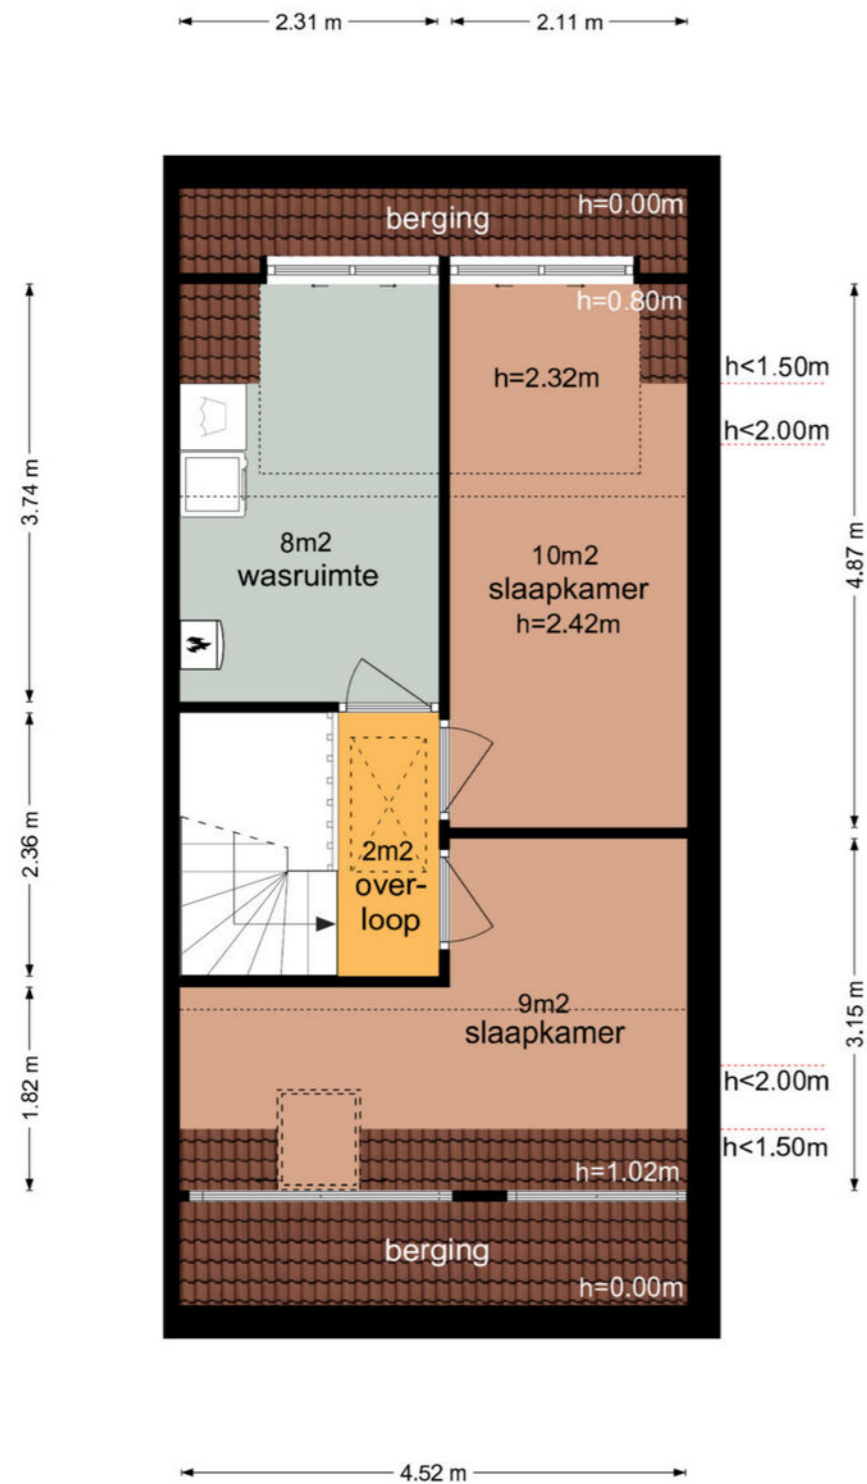 2.31 m
2.11 m
h=0.00m
berging
h=0.80m
h<1.50m
h=2.32m
h<2.00m
3.74 m
4.87 m
8m2
wasruimte
10m2
slaapkamer
h=2.42m
2.36 m
2m2
over-
loop
9m2
slaapkamer
3.15 m
1.82 m
h<2.00m
h<1.50m
h=1.02m
berging
h=0.00m
4.52 m